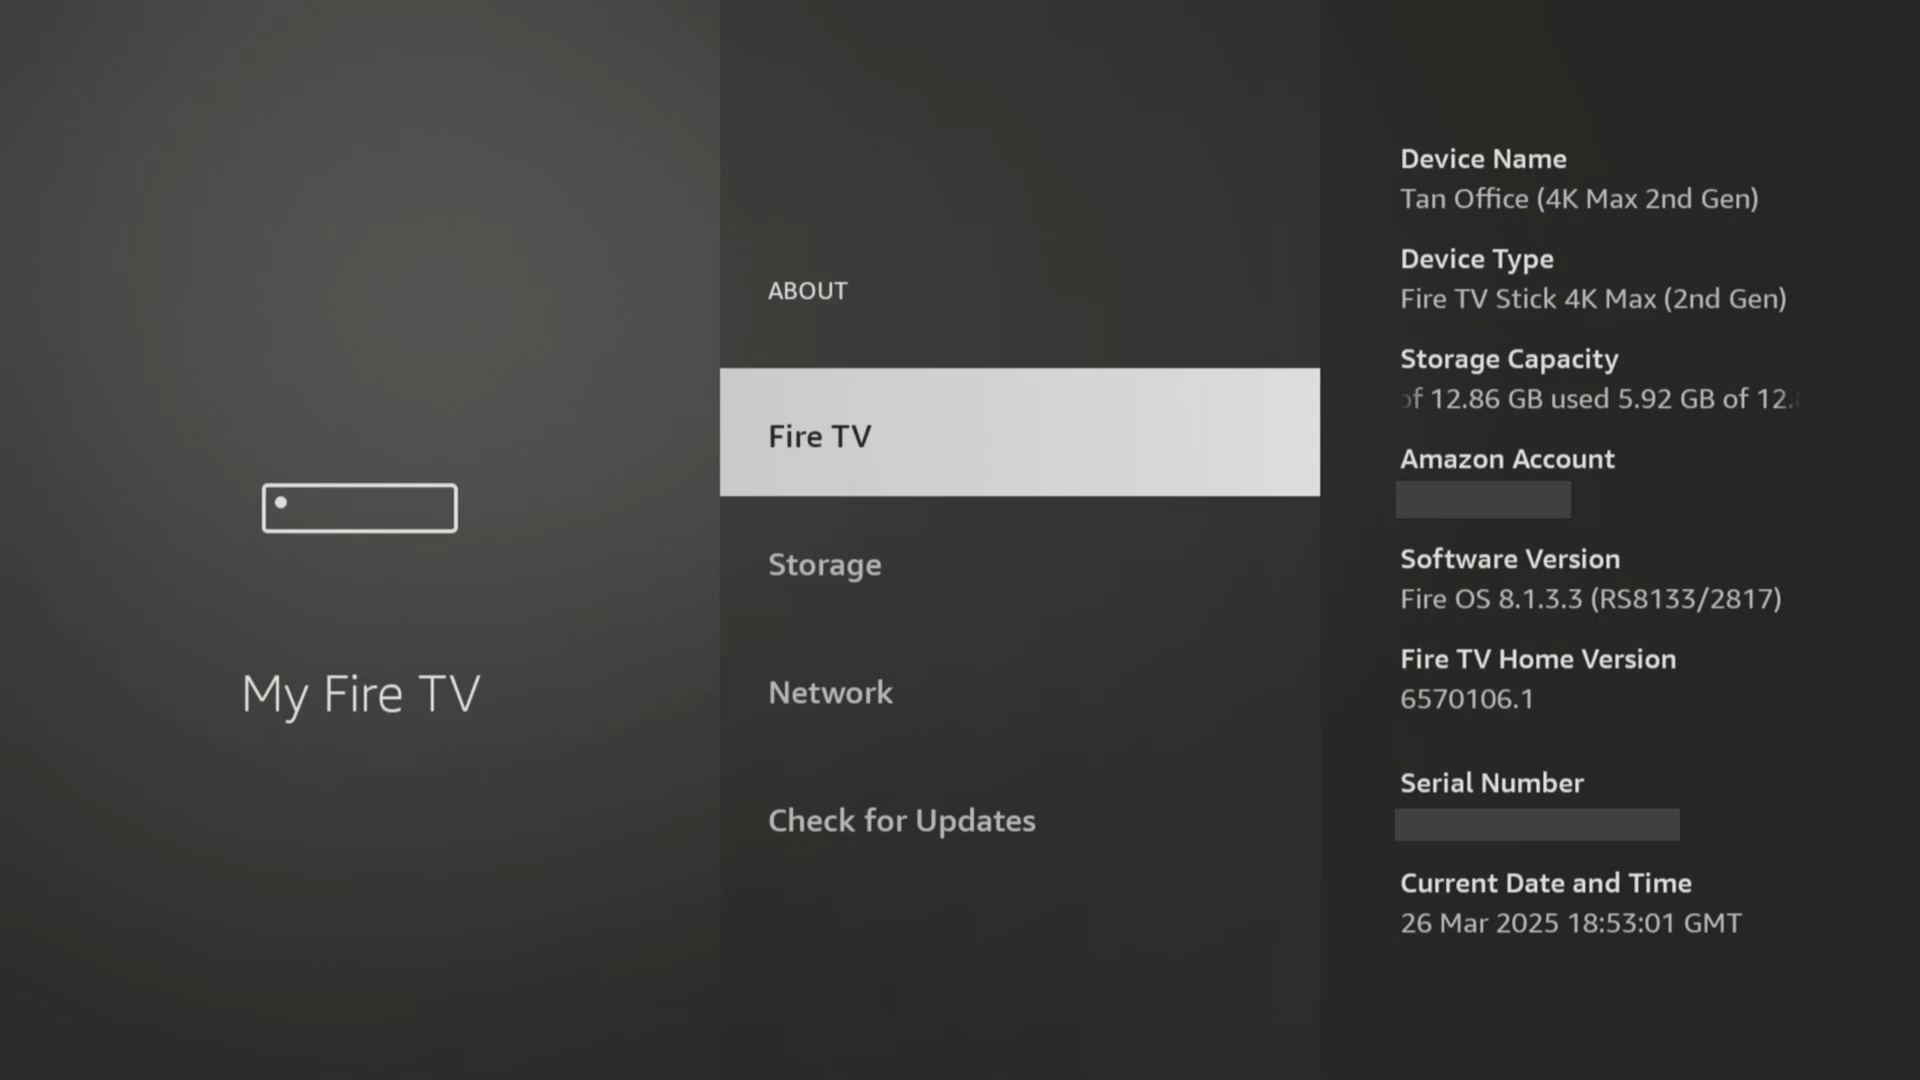 My Fire TV
ABOUT
Fire TV
Storage
Network
Check for Updates
Device Name
Tan Office (4K Max 2nd Gen)
Device Type
Fire TV Stick 4K Max (2nd Gen)
Storage Capacity
of 12.86 GB used 5.92 GB of 12.
Amazon Account
Software Version
Fire OS 8.1.3.3 (RS8133/2817)
Fire TV Home Version
6570106.1
Serial Number
Current Date and Time
26 Mar 2025 18:53:01 GMT